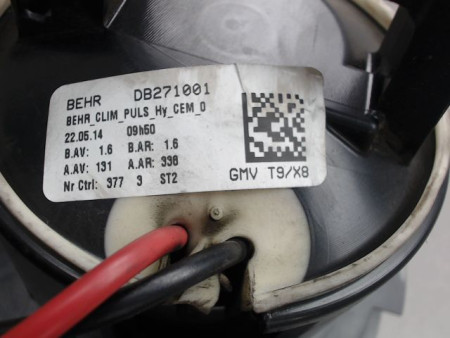 BEHR DB271001
BEHR_CLIM_PULS_Hy_CEM_O
22.05.14 09h50
B.AV: 1.6 B.AR: 1.6
A.AV: 131 A.AR: 338
Nr Ctrl: 377 3 ST2
GMV T9/X8